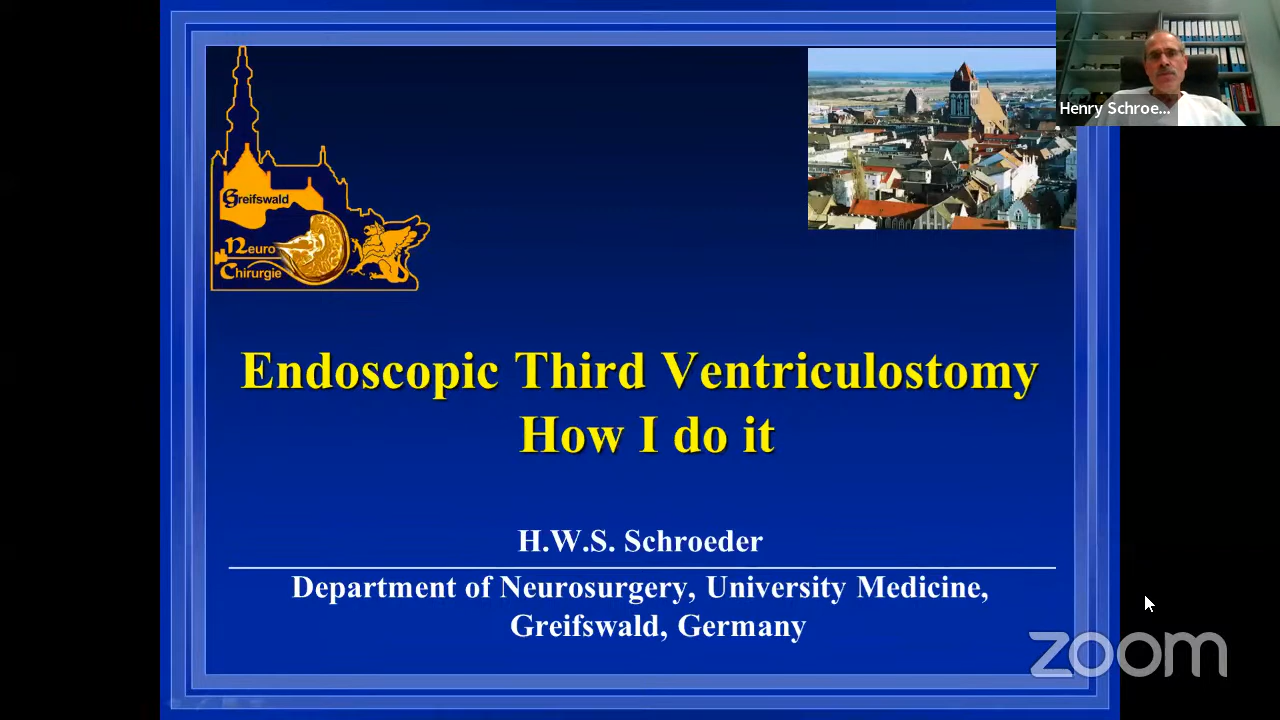 Henry Schroe...
Greifswald
Neuro
Chirurgie
Endoscopic Third Ventriculostomy
How I do it
H.W.S. Schroeder
Department of Neurosurgery, University Medicine,
Greifswald, Germany
zoom